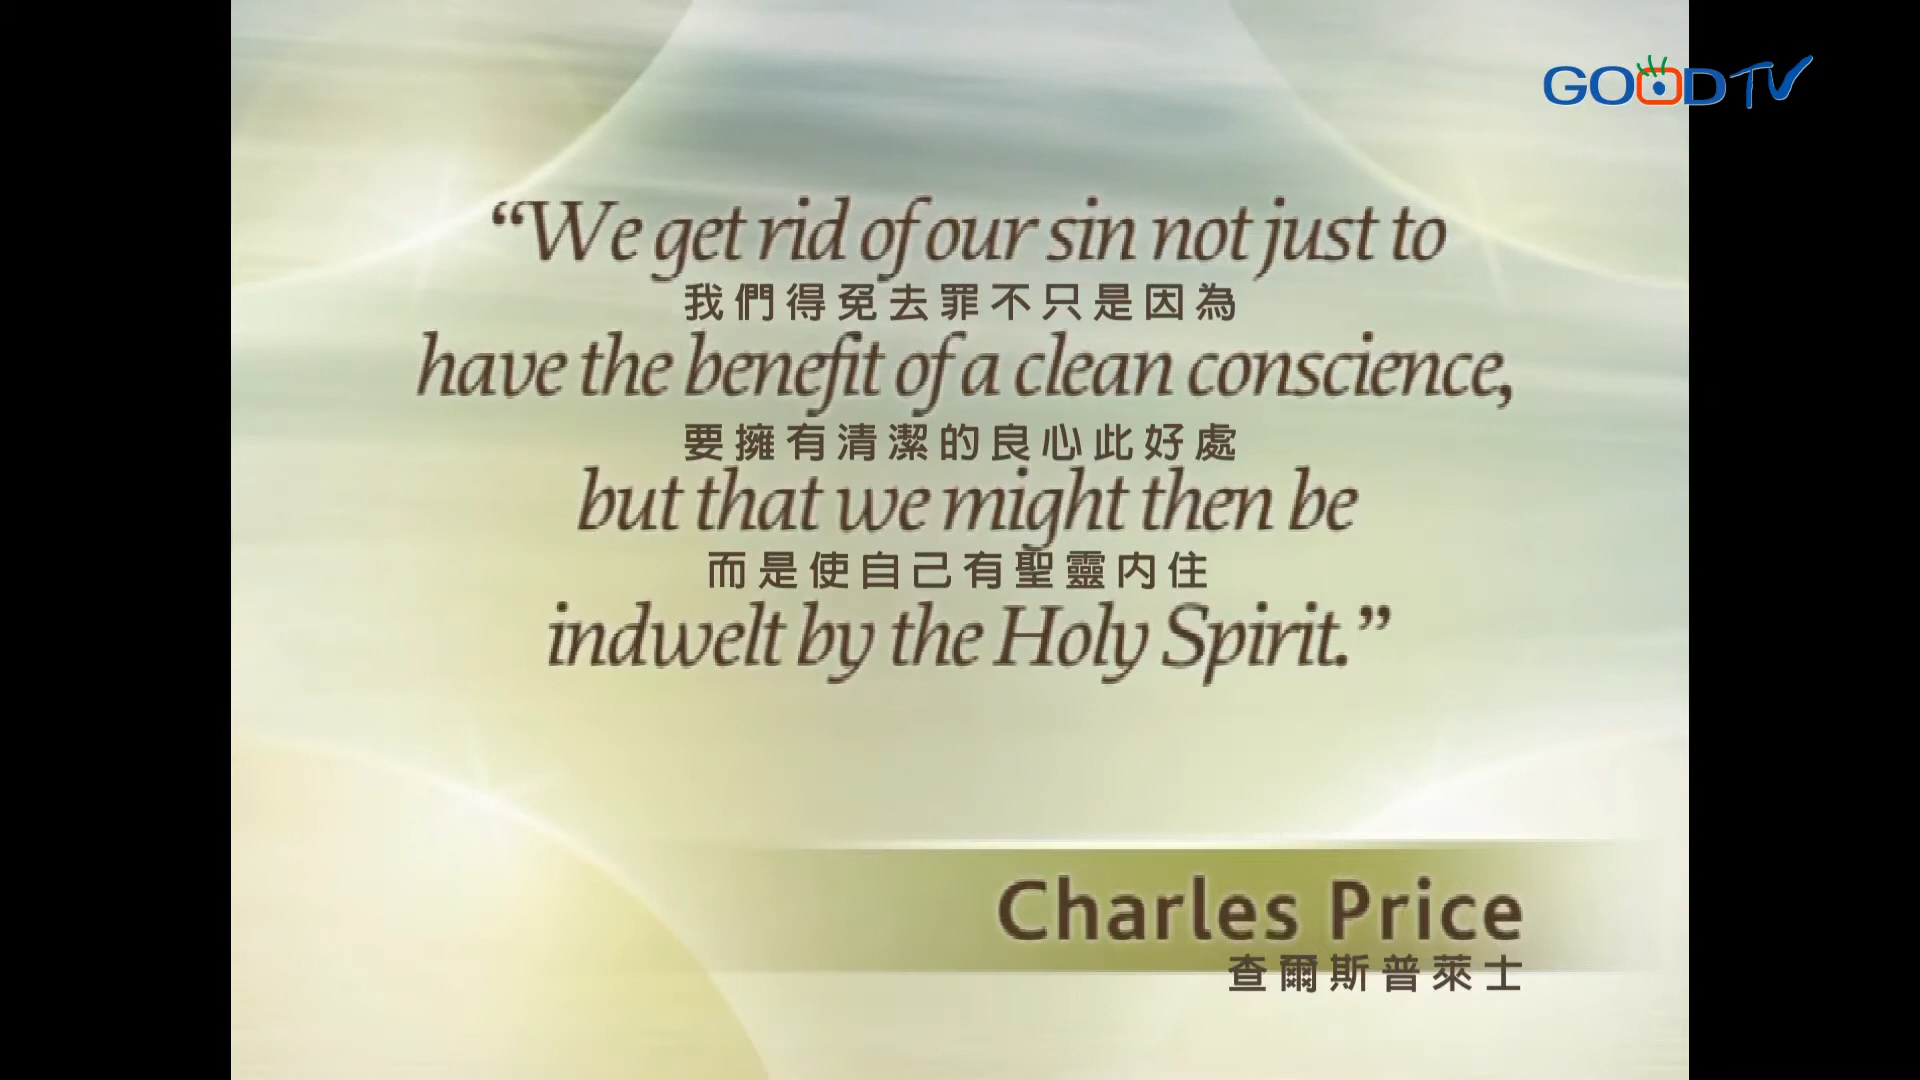 GOODTV
“We get rid of our sin not just to
我們得免去罪不只是因為
have the benefit of a clean conscience,
要擁有清潔的良心此好處
but that we might then be
而是使自己有聖靈內住
indwelt by the Holy Spirit.”
Charles Price
查爾斯普萊士